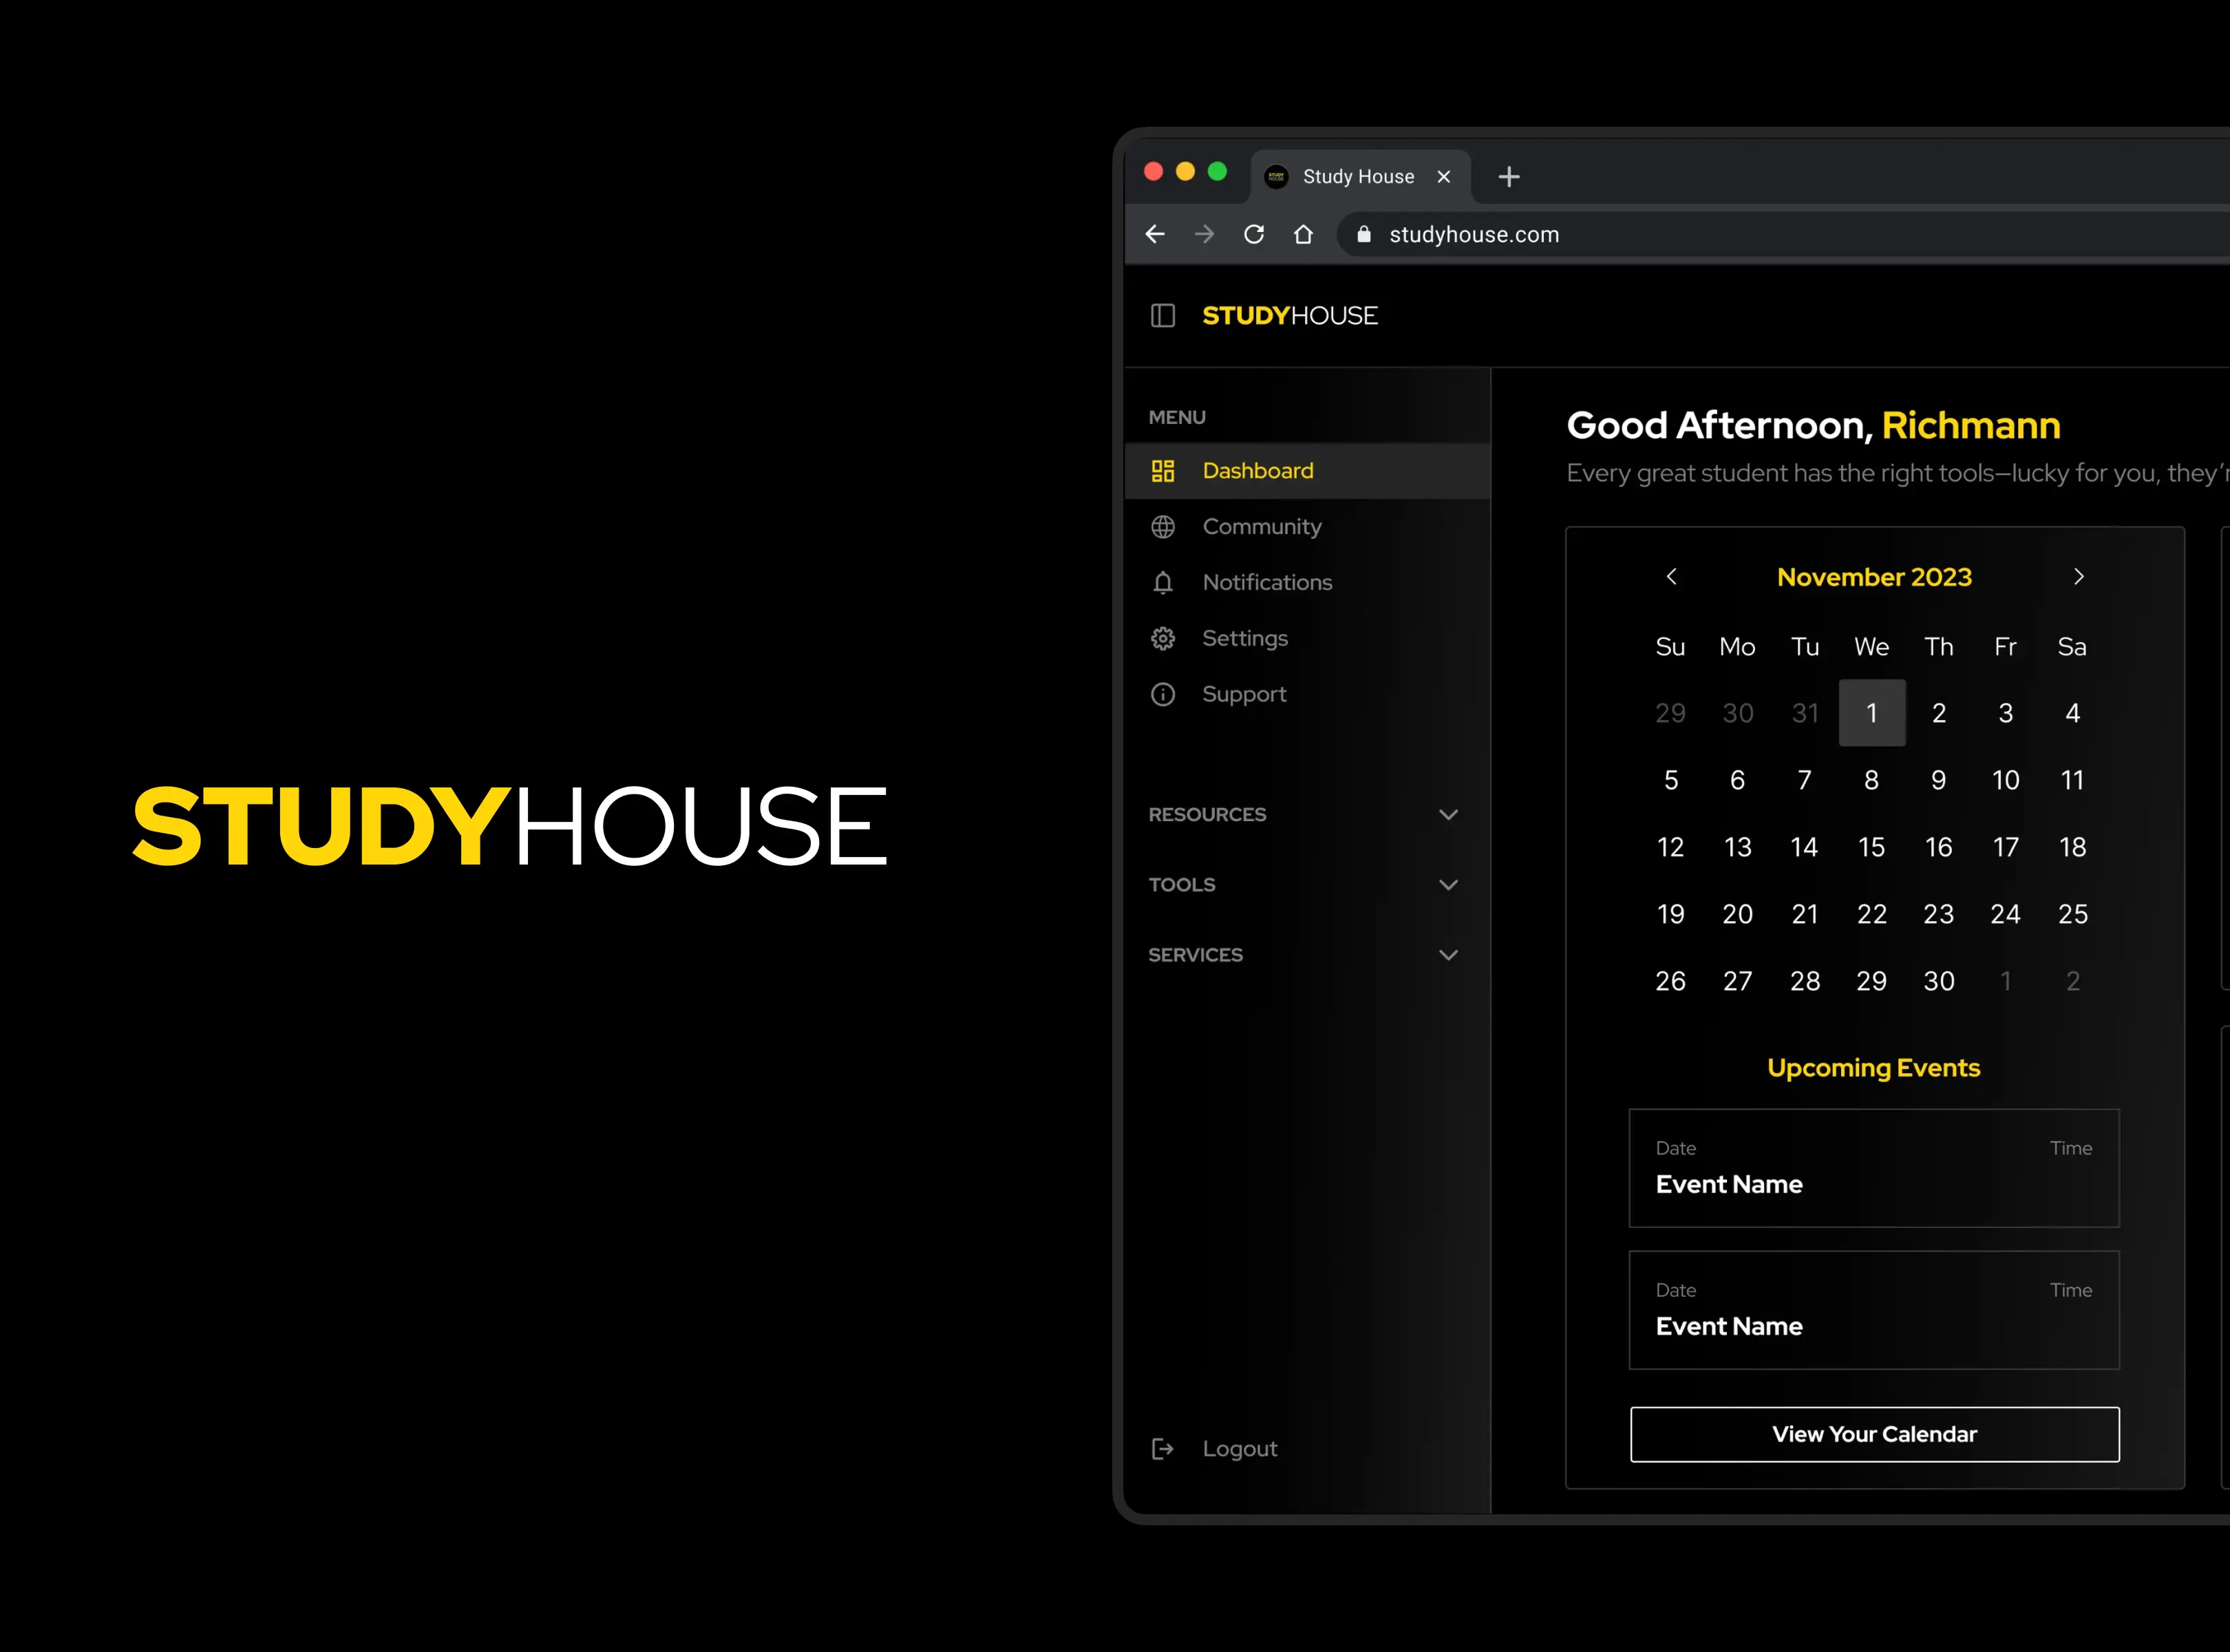 STUDYHOUSE
Study House
studyhouse.com
STUDYHOUSE
MENU
Dashboard
Community
Notifications
Settings
Support
RESOURCES
TOOLS
SERVICES
Logout
Good Afternoon, Richmann
Every great student has the right tools—lucky for you, they’r
November 2023
Su Mo Tu We Th Fr Sa
29 30 31 1 2 3 4
5 6 7 8 9 10 11
12 13 14 15 16 17 18
19 20 21 22 23 24 25
26 27 28 29 30 1 2
Upcoming Events
Date Time
Event Name
Date Time
Event Name
View Your Calendar